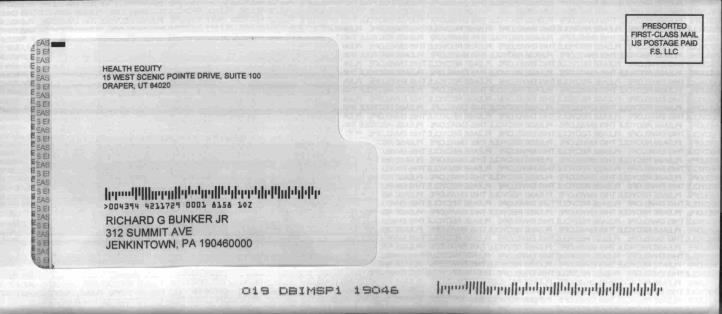 PRESORTED
FIRST-CLASS MAIL
US POSTAGE PAID
F.S. LLC
HEALTH EQUITY
15 WEST SCENIC POINTE DRIVE, SUITE 100
DRAPER, UT 84020
>004394 4211729 0001 8158 10Z
RICHARD G BUNKER JR
312 SUMMIT AVE
JENKINTOWN, PA 190460000
019 DBIMSP1 19046